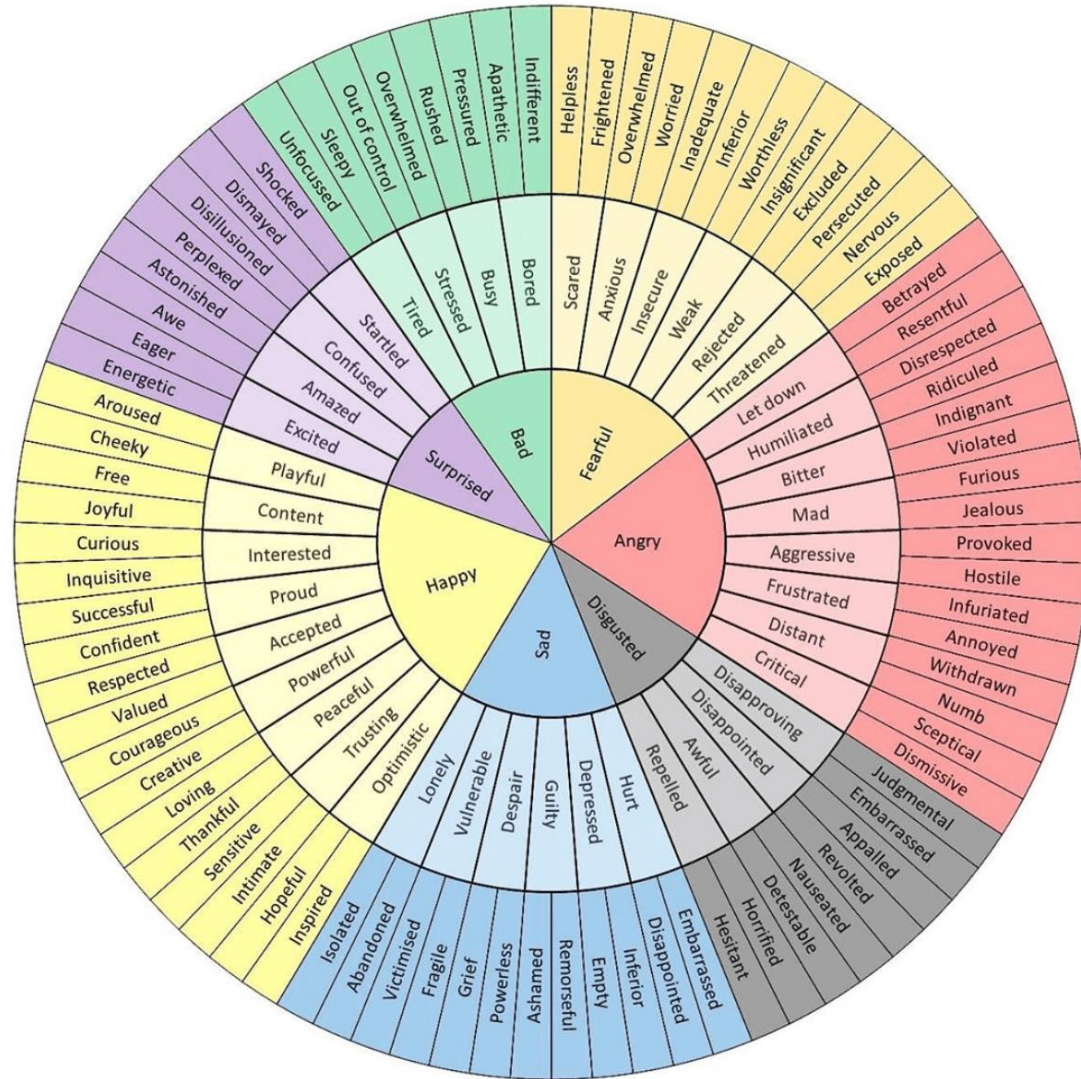 Fearful
Angry
Disgusted
Sad
Happy
Surprised
Bad
Scared
Anxious
Insecure
Weak
Rejected
Threatened
Let down
Humiliated
Bitter
Mad
Aggressive
Frustrated
Distant
Critical
Disapproving
Disappointed
Awful
Repelled
Hurt
Depressed
Guilty
Despair
Vulnerable
Lonely
Optimistic
Trusting
Peaceful
Powerful
Accepted
Proud
Interested
Content
Playful
Excited
Amazed
Confused
Startled
Tired
Stressed
Busy
Bored
Helpless
Frightened
Overwhelmed
Worried
Inadequate
Inferior
Worthless
Insignificant
Excluded
Persecuted
Nervous
Exposed
Betrayed
Resentful
Disrespected
Ridiculed
Indignant
Violated
Furious
Jealous
Provoked
Hostile
Infuriated
Annoyed
Withdrawn
Numb
Sceptical
Dismissive
Judgmental
Embarrassed
Appalled
Revolted
Nauseated
Detestable
Horrified
Hesitant
Embarrassed
Disappointed
Inferior
Empty
Remorseful
Ashamed
Powerless
Grief
Fragile
Victimised
Abandoned
Isolated
Inspired
Hopeful
Intimate
Sensitive
Thankful
Loving
Creative
Courageous
Valued
Respected
Confident
Successful
Inquisitive
Curious
Joyful
Free
Cheeky
Aroused
Energetic
Eager
Awe
Astonished
Perplexed
Disillusioned
Dismayed
Shocked
Unfocussed
Sleepy
Out of control
Overwhelmed
Rushed
Pressured
Apathetic
Indifferent